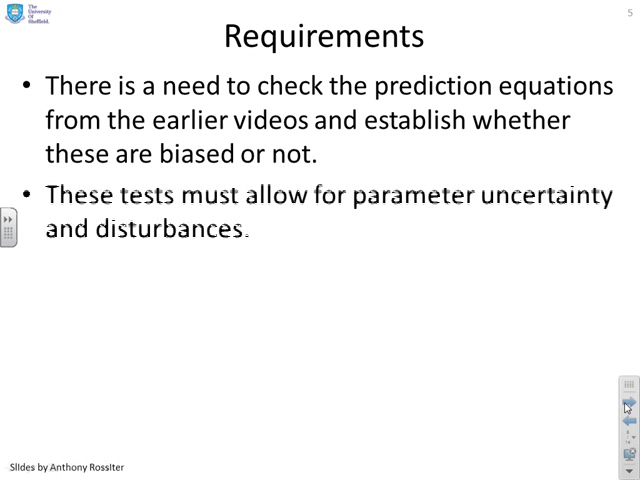 The
University
Of
Sheffield.
5
Requirements
• There is a need to check the prediction equations
from the earlier videos and establish whether
these are biased or not.
• These tests must allow for parameter uncertainty
and disturbances.
Slides by Anthony Rossiter